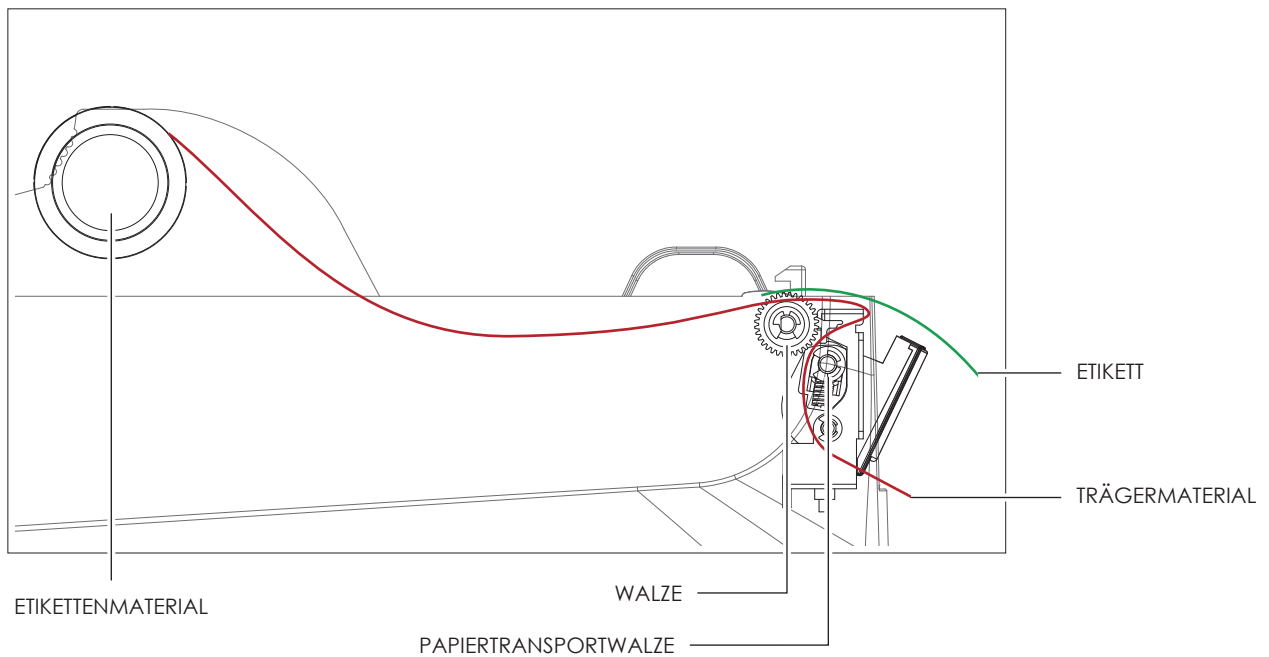 ETIKETT
TRÄGERMATERIAL
WALZE
ETIKETTENMATERIAL
PAPIERTRANSPORTWALZE